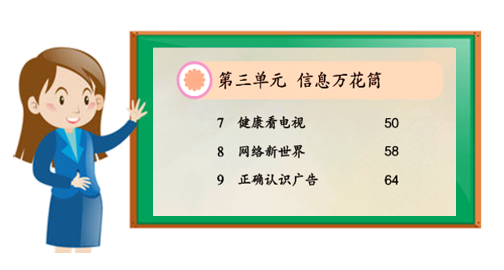 第三单元 信息万花筒
7 健康看电视 50
8 网络新世界 58
9 正确认识广告 64